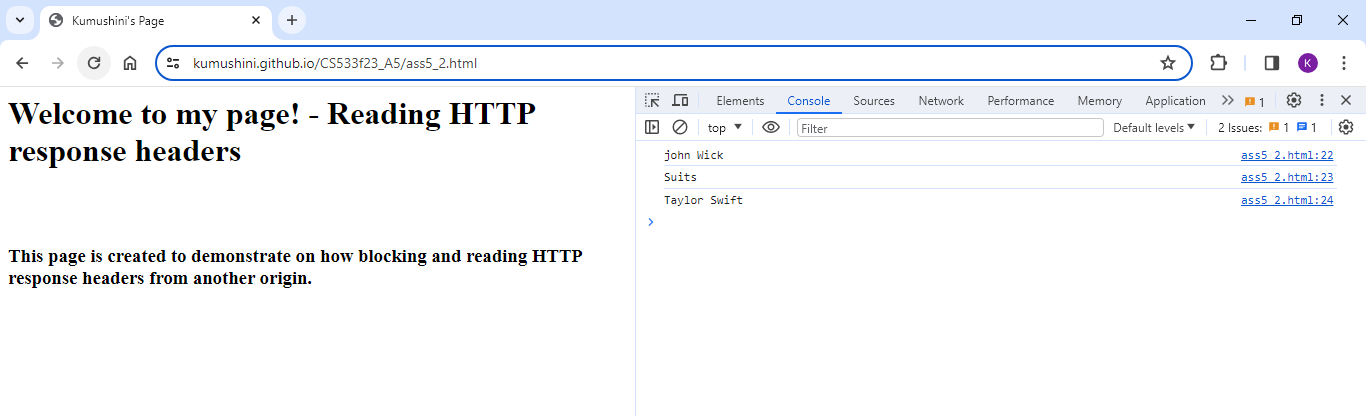 Kumushini's Page
kumushini.github.io/CS533f23_A5/ass5_2.html
K
Welcome to my page! - Reading HTTP
response headers
This page is created to demonstrate on how blocking and reading HTTP
response headers from another origin.
Elements Console Sources Network Performance Memory Application 1
top Filter Default levels 2 Issues: 1 1
john Wick ass5_2.html:22
Suits ass5_2.html:23
Taylor Swift ass5_2.html:24